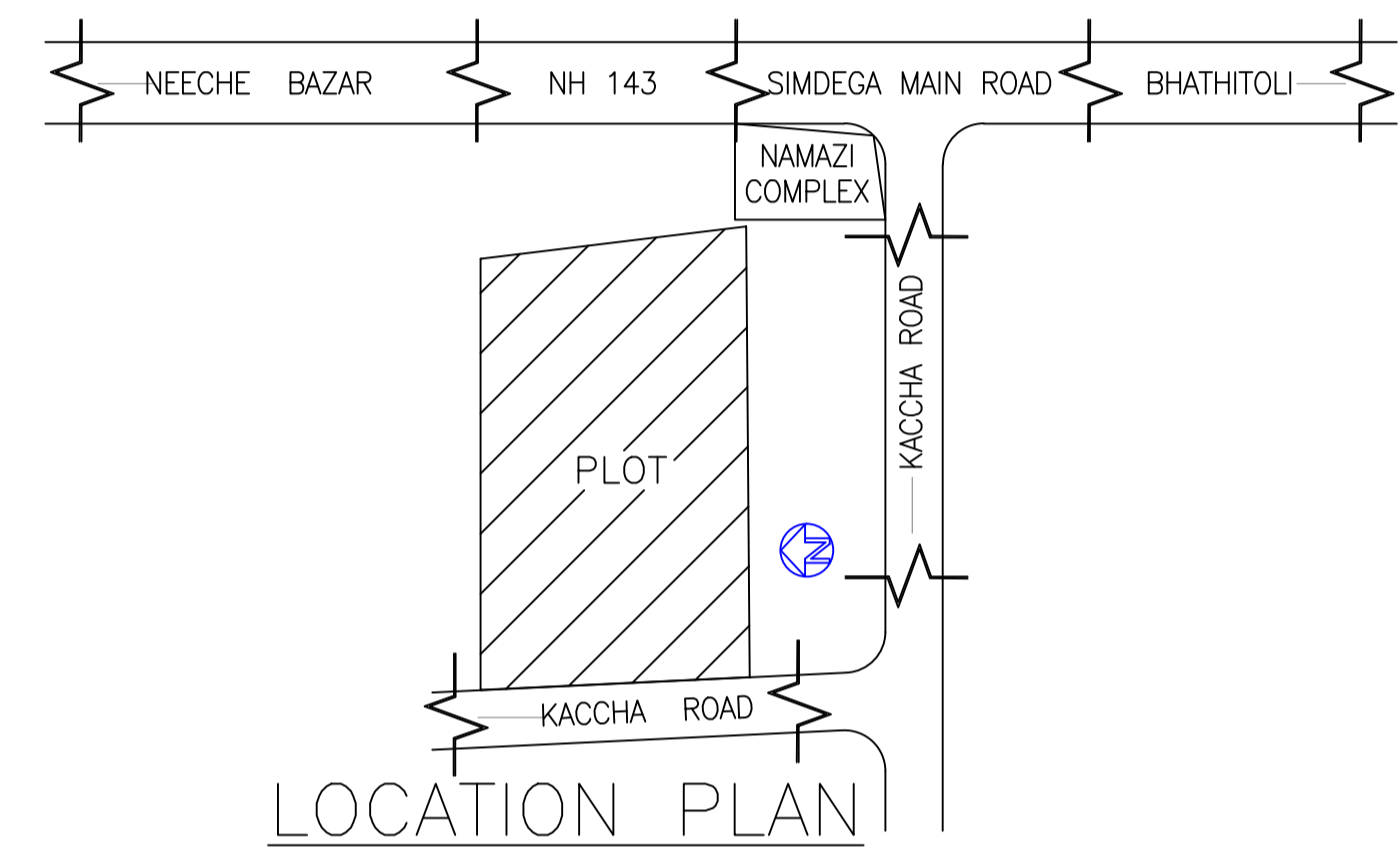 NEECHE BAZAR NH 143 SIMDEGA MAIN ROAD BHATHITOLI
NAMAZI
COMPLEX
KACCHA ROAD
PLOT
N
KACCHA ROAD
LOCATION PLAN